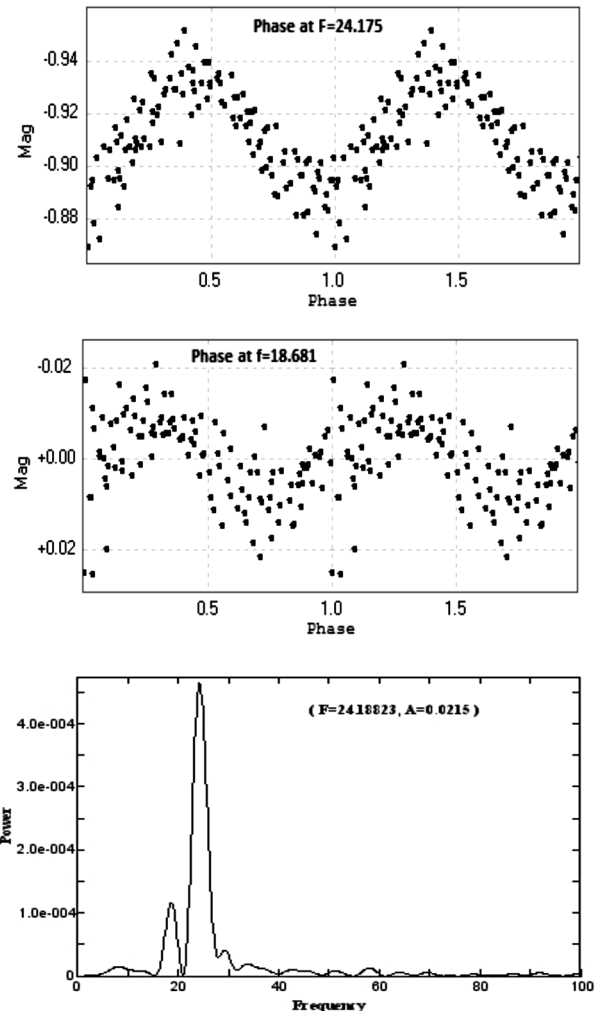 Phase at F=24.175
-0.94
-0.92
-0.90
-0.88
Mag
0.5 1.0 1.5
Phase
Phase at f=18.681
-0.02
+0.00
+0.02
Mag
0.5 1.0 1.5
Phase
( F=24.18823, A=0.0215 )
4.0e-004
3.0e-004
2.0e-004
1.0e-004
0
Power
0 20 40 60 80 100
Frequency